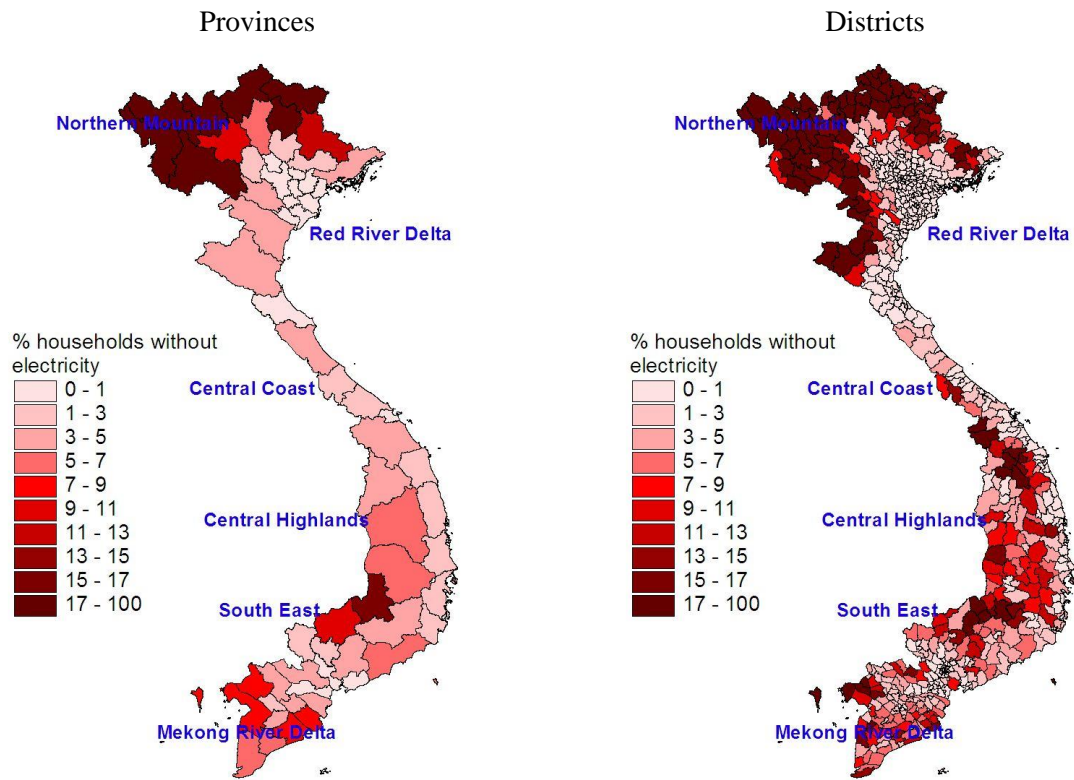 Provinces
Northern Mountain
Red River Delta
% households without
electricity
0 - 1
1 - 3
3 - 5
5 - 7
7 - 9
9 - 11
11 - 13
13 - 15
15 - 17
17 - 100
Central Coast
Central Highlands
South East
Mekong River Delta
Districts
Northern Mountain
Red River Delta
% households without
electricity
0 - 1
1 - 3
3 - 5
5 - 7
7 - 9
9 - 11
11 - 13
13 - 15
15 - 17
17 - 100
Central Coast
Central Highlands
South East
Mekong River Delta